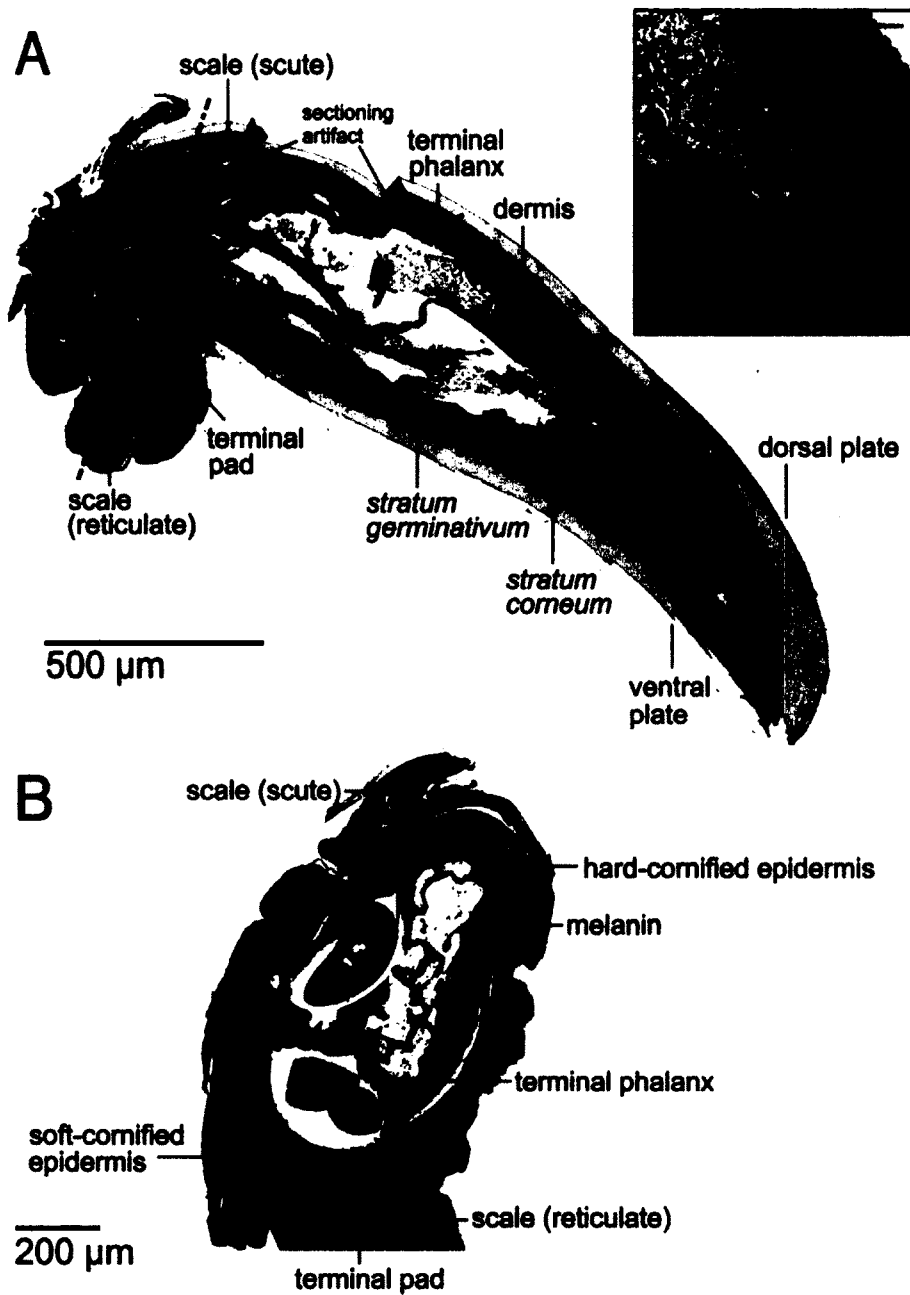 A
scale (scute)
sectioning
artifact
terminal
phalanx
dermis
terminal
pad
scale
(reticulate)
stratum
germinativum
stratum
corneum
dorsal plate
ventral
plate
500 µm
B
scale (scute)
hard-cornified epidermis
melanin
terminal phalanx
soft-cornified
epidermis
scale (reticulate)
200 µm
terminal pad